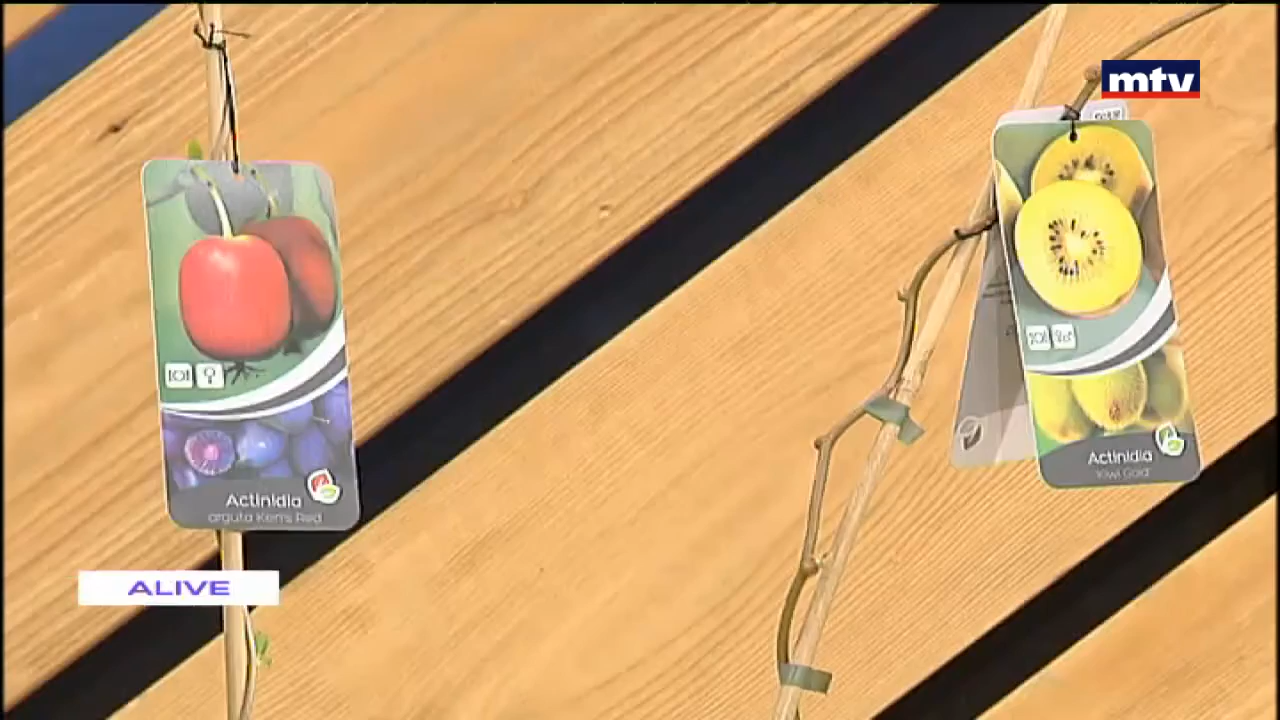 mtv
Actinidia
arguta Ken's Red
Actinidia
'Kiwi Gold'
ALIVE